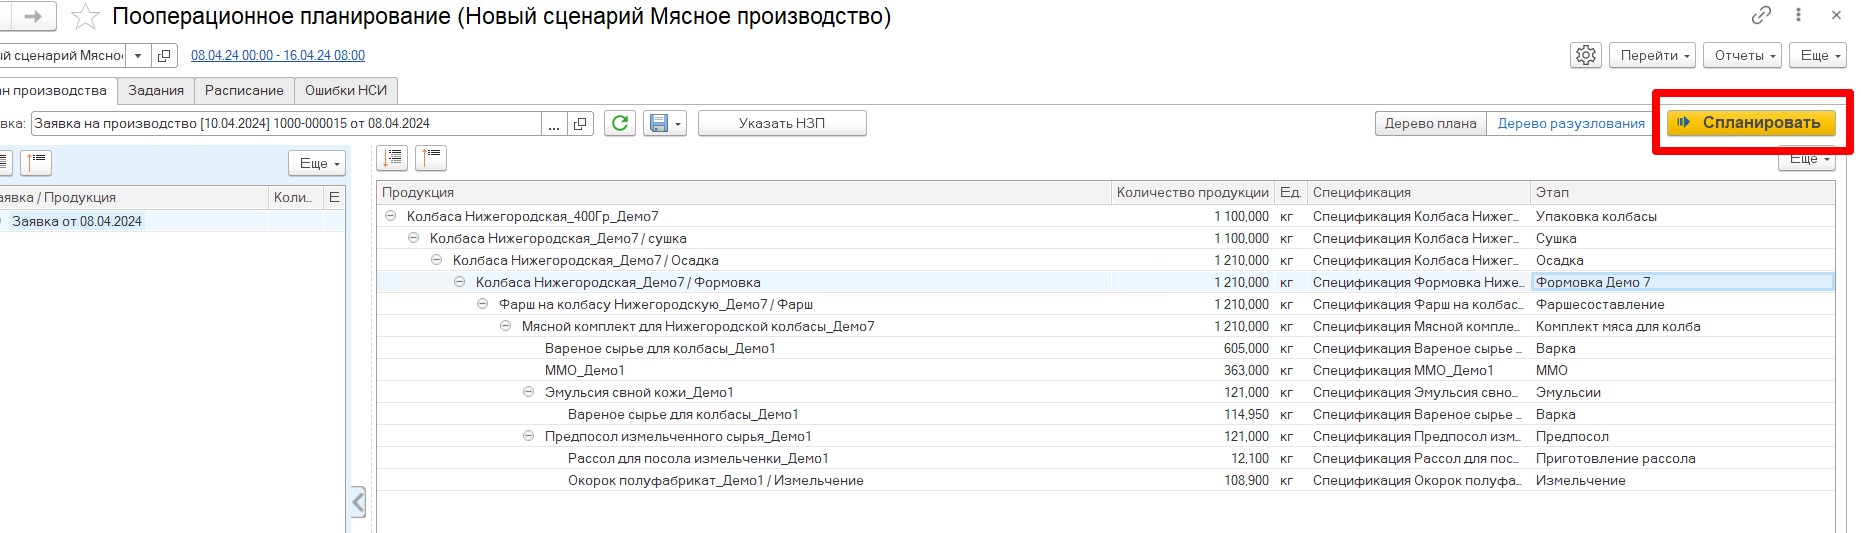 Пооперационное планирование (Новый сценарий Мясное производство)
ый сценарий Мясно 08.04.24 00:00 - 16.04.24 08:00 Перейти Отчеты Еще
ан производства Задания Расписание Ошибки НСИ
вка: Заявка на производство [10.04.2024] 1000-000015 от 08.04.2024 ... Указать НЗП Дерево плана Дерево разузлования Спланировать
Еще Еще
аявка / Продукция Коли... Е Продукция Количество продукции Ед. Спецификация Этап
Заявка от 08.04.2024 Колбаса Нижегородская_400Гр_Демо7 1 100,000 кг Спецификация Колбаса Нижег... Упаковка колбасы
Колбаса Нижегородская_Демо7 / сушка 1 100,000 кг Спецификация Колбаса Нижег... Сушка
Колбаса Нижегородская_Демо7 / Осадка 1 210,000 кг Спецификация Колбаса Нижег... Осадка
Колбаса Нижегородская_Демо7 / Формовка 1 210,000 кг Спецификация Формовка Ниже... Формовка Демо 7
Фарш на колбасу Нижегородскую_Демо7 / Фарш 1 210,000 кг Спецификация Фарш на колбас... Фаршесоставление
Мясной комплект для Нижегородской колбасы_Демо7 1 210,000 кг Спецификация Мясной компле... Комплект мяса для колба
Вареное сырье для колбасы_Демо1 605,000 кг Спецификация Вареное сырье ... Варка
ММО_Демо1 363,000 кг Спецификация ММО_Демо1 ММО
Эмульсия свной кожи_Демо1 121,000 кг Спецификация Эмульсия свно... Эмульсии
Вареное сырье для колбасы_Демо1 114,950 кг Спецификация Вареное сырье ... Варка
Предпосол измельченного сырья_Демо1 121,000 кг Спецификация Предпосол изм... Предпосол
Рассол для посола измельченки_Демо1 12,100 кг Спецификация Рассол для пос... Приготовление рассола
Окорок полуфабрикат_Демо1 / Измельчение 108,900 кг Спецификация Окорок полуфа... Измельчение